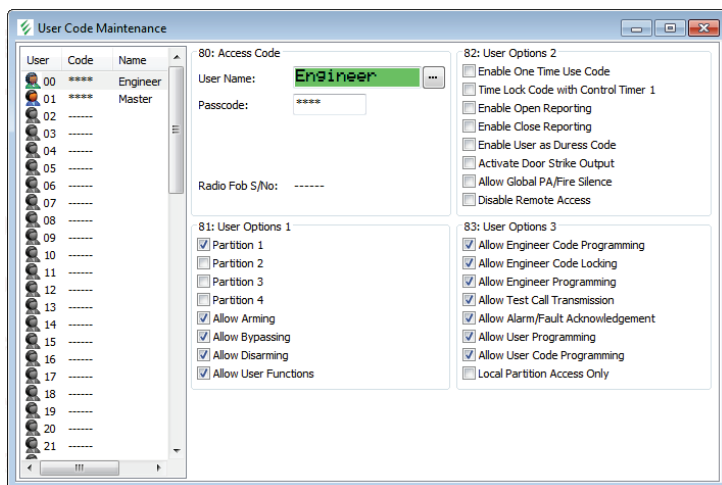 User Code Maintenance
User Code Name
00 **** Engineer
01 **** Master
02 ------
03 ------
04 ------
05 ------
06 ------
07 ------
08 ------
09 ------
10 ------
11 ------
12 ------
13 ------
14 ------
15 ------
16 ------
17 ------
18 ------
19 ------
20 ------
21 ------
80: Access Code
User Name: Engineer ...
Passcode: ****
Radio Fob S/No: ------
81: User Options 1
Partition 1
Partition 2
Partition 3
Partition 4
Allow Arming
Allow Bypassing
Allow Disarming
Allow User Functions
82: User Options 2
Enable One Time Use Code
Time Lock Code with Control Timer 1
Enable Open Reporting
Enable Close Reporting
Enable User as Duress Code
Activate Door Strike Output
Allow Global PA/Fire Silence
Disable Remote Access
83: User Options 3
Allow Engineer Code Programming
Allow Engineer Code Locking
Allow Engineer Programming
Allow Test Call Transmission
Allow Alarm/Fault Acknowledgement
Allow User Programming
Allow User Code Programming
Local Partition Access Only